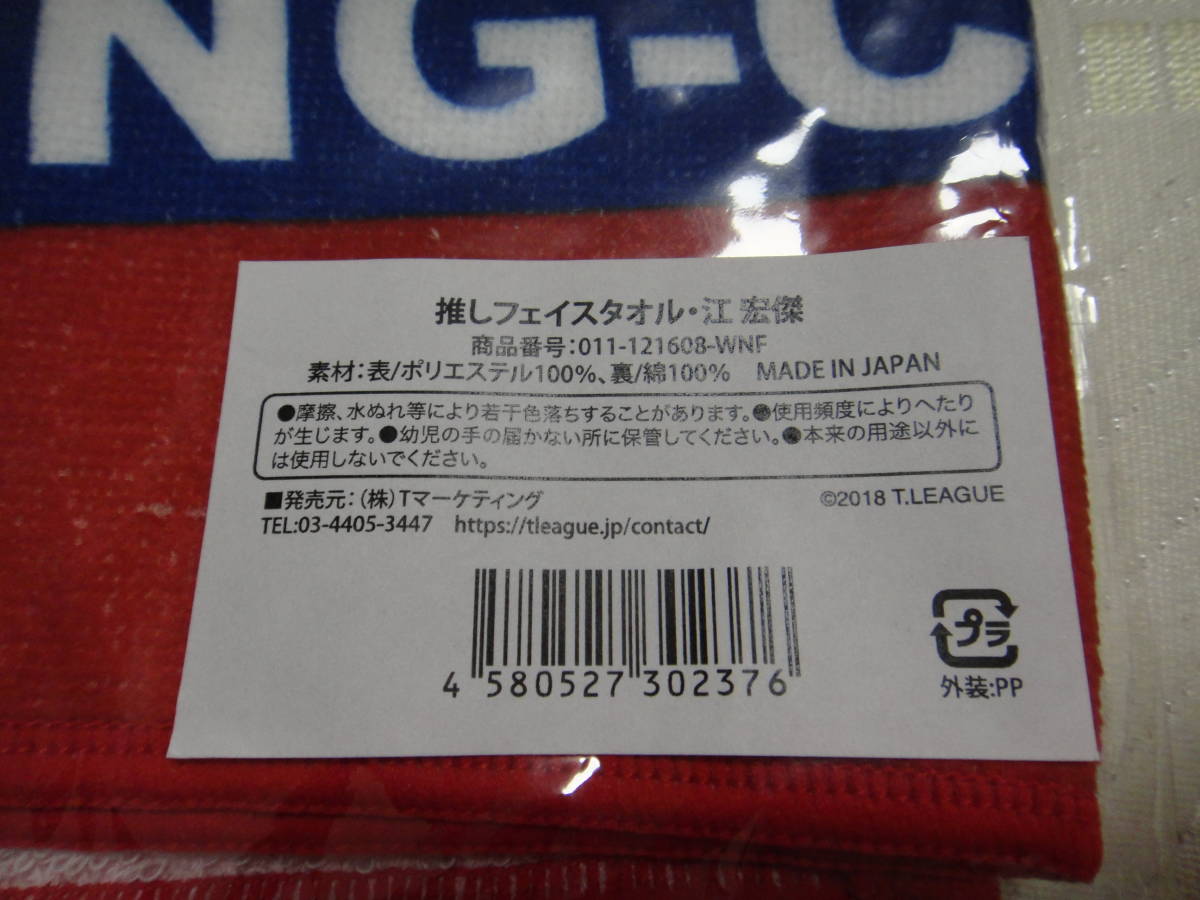 NG-C
推しフェイスタオル・江 宏傑
商品番号:011-121608-WNF
素材:表/ポリエステル100%、裏/綿100% MADE IN JAPAN
●摩擦、水ぬれ等により若干色落ちすることがあります。●使用頻度によりへたり
が生じます。●幼児の手の届かない所に保管してください。●本来の用途以外に
は使用しないでください。
■発売元:(株)Tマーケティング ©2018 T.LEAGUE
TEL:03-4405-3447 https://tleague.jp/contact/
4 580527 302376
プラ
外装:PP